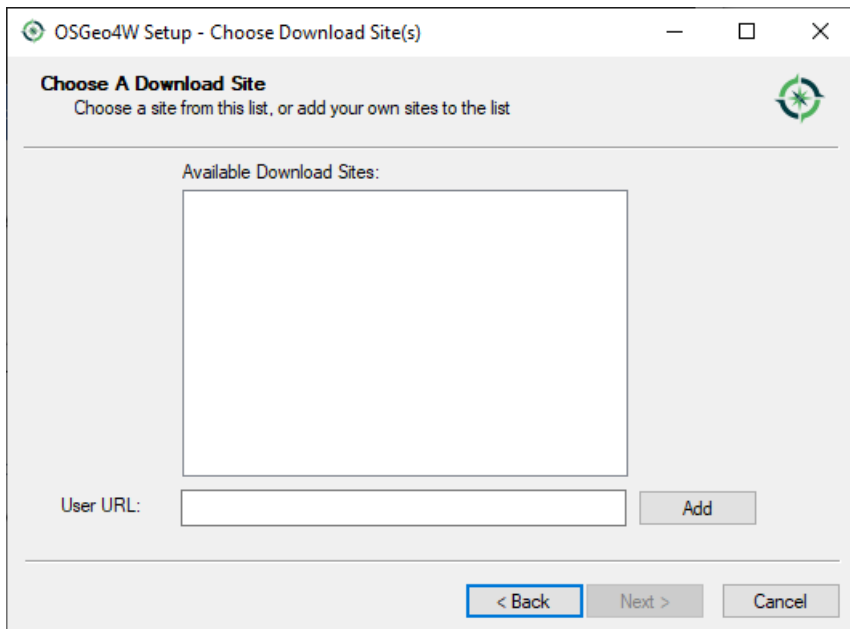 OSGeo4W Setup - Choose Download Site(s)
Choose A Download Site
Choose a site from this list, or add your own sites to the list
Available Download Sites:
User URL:
Add
< Back
Next >
Cancel